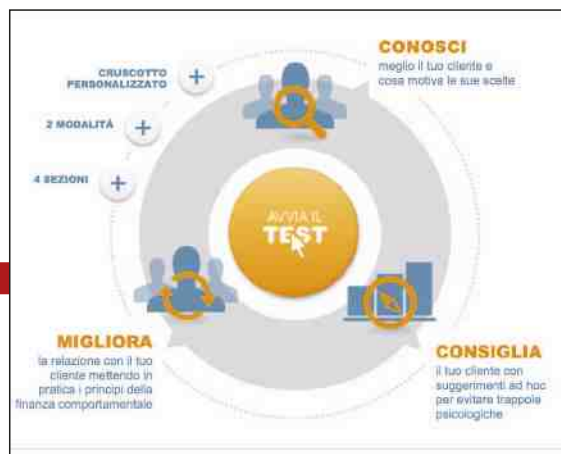 CONOSCI
meglio il tuo cliente e
cosa motiva le sue scelte
CRUSCOTTO
PERSONALIZZATO
2 MODALITÀ
4 SEZIONI
AVVIA IL
TEST
MIGLIORA
la relazione con il tuo
cliente mettendo in
pratica i principi della
finanza comportamentale
CONSIGLIA
il tuo cliente con
suggerimenti ad hoc
per evitare trappole
psicologiche